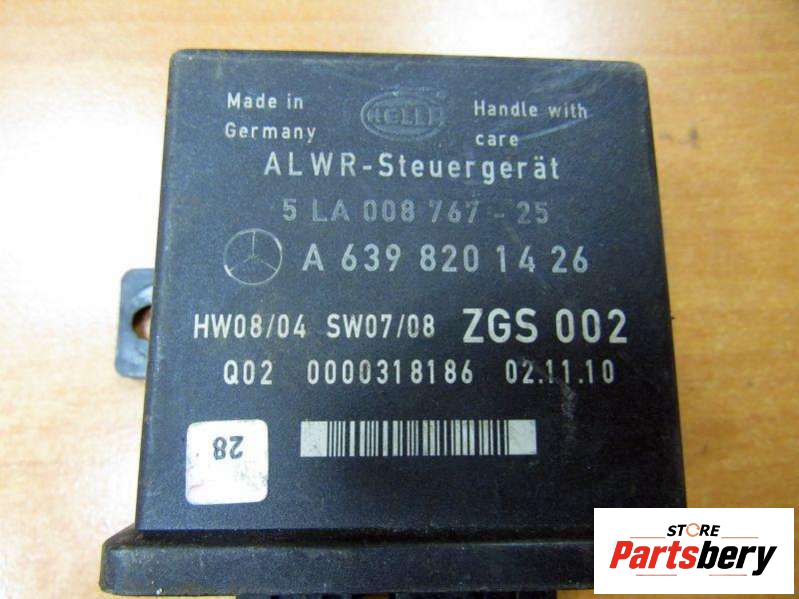 Made in
Germany
HELLA
Handle with
care
ALWR-Steuergerät
5 LA 008 767-25
A 639 820 14 26
HW08/04 SW07/08 ZGS 002
Q02 0000318186 02.11.10
28
STORE
Partsbery